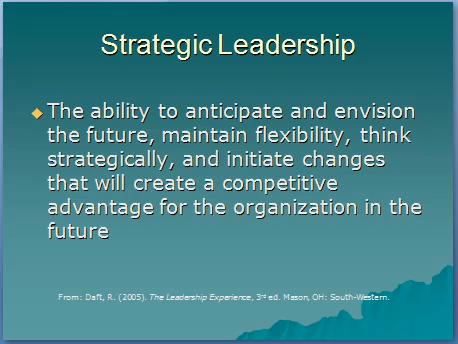 Strategic Leadership
The ability to anticipate and envision
the future, maintain flexibility, think
strategically, and initiate changes
that will create a competitive
advantage for the organization in the
future
From: Daft, R. (2005). The Leadership Experience, 3rd ed. Mason, OH: South-Western.